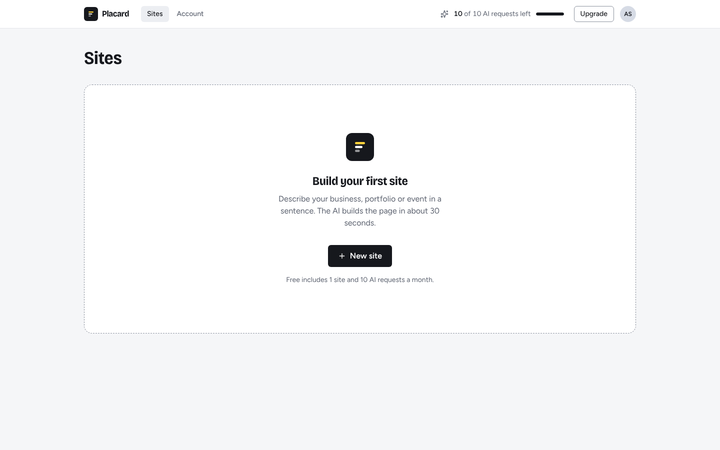 Placard
Sites
Account
10 of 10 AI requests left
Upgrade
AS
Sites
Build your first site
Describe your business, portfolio or event in a
sentence. The AI builds the page in about 30
seconds.
+ New site
Free includes 1 site and 10 AI requests a month.